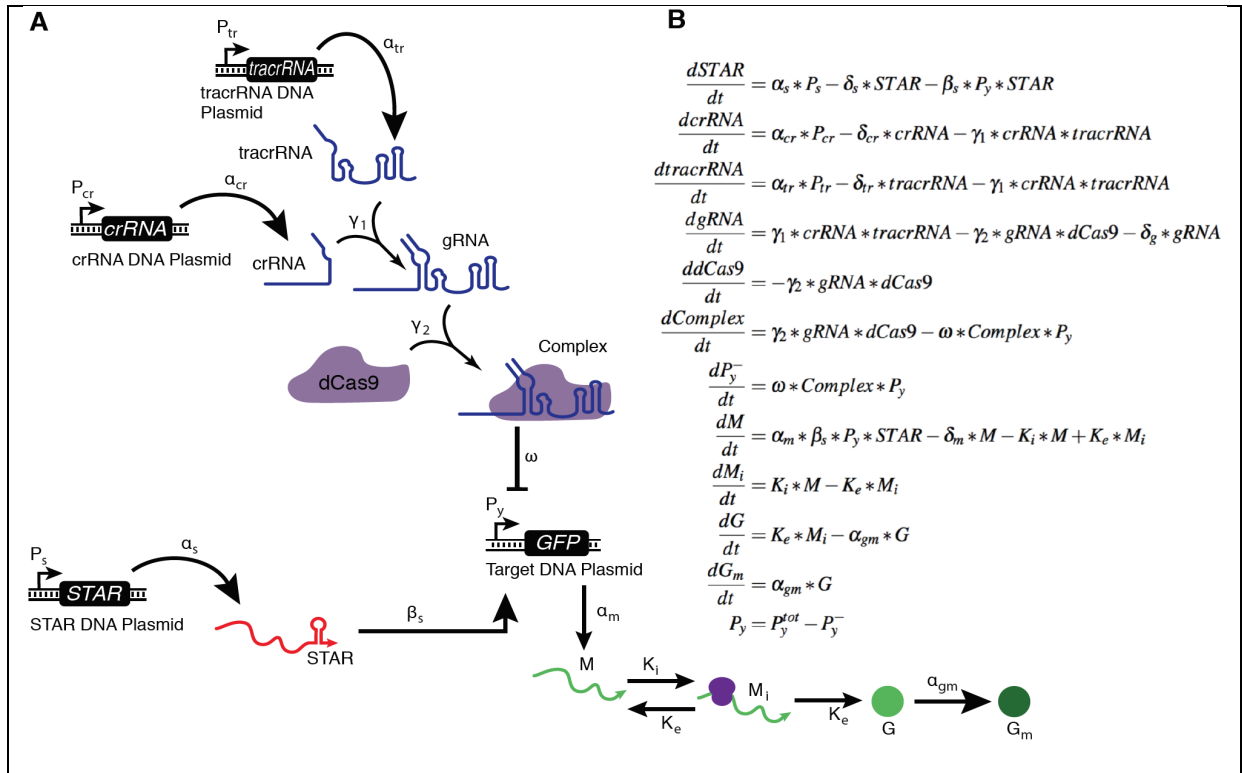 A
P_tr
α_tr
tracrRNA
tracrRNA DNA
Plasmid
tracrRNA
P_cr
α_cr
crRNA
crRNA DNA Plasmid
crRNA
γ_1
gRNA
γ_2
dCas9
Complex
ω
P_y
GFP
Target DNA Plasmid
P_s
α_s
STAR
STAR DNA Plasmid
STAR
β_s
α_m
M
K_i
K_e
M_i
K_e
G
α_gm
G_m
B
dSTAR/dt = α_s * P_s − δ_s * STAR − β_s * P_y * STAR
dcrRNA/dt = α_cr * P_cr − δ_cr * crRNA − γ_1 * crRNA * tracrRNA
dtracrRNA/dt = α_tr * P_tr − δ_tr * tracrRNA − γ_1 * crRNA * tracrRNA
dgRNA/dt = γ_1 * crRNA * tracrRNA − γ_2 * gRNA * dCas9 − δ_g * gRNA
ddCas9/dt = −γ_2 * gRNA * dCas9
dComplex/dt = γ_2 * gRNA * dCas9 − ω * Complex * P_y
dP_y^−/dt = ω * Complex * P_y
dM/dt = α_m * β_s * P_y * STAR − δ_m * M − K_i * M + K_e * M_i
dM_i/dt = K_i * M − K_e * M_i
dG/dt = K_e * M_i − α_gm * G
dG_m/dt = α_gm * G
P_y = P_y^tot − P_y^−